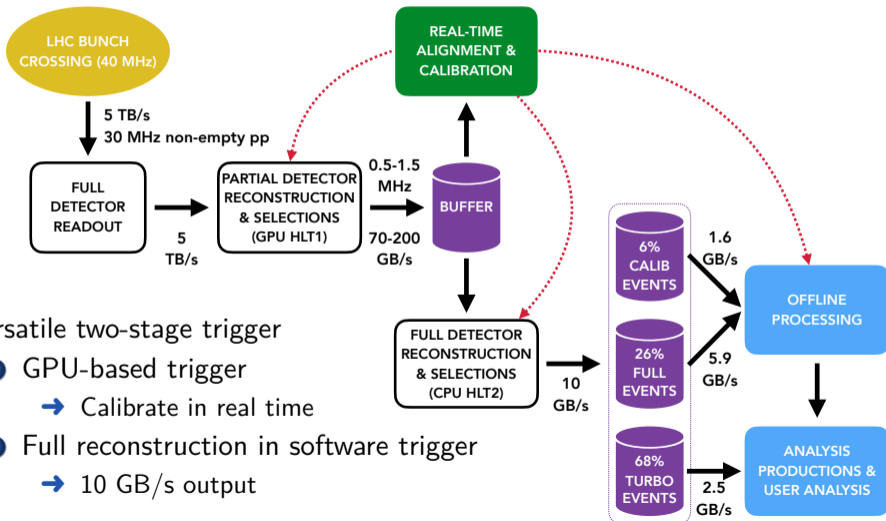 LHC BUNCH
CROSSING (40 MHz)
REAL-TIME
ALIGNMENT &
CALIBRATION
5 TB/s
30 MHz non-empty pp
FULL
DETECTOR
READOUT
5
TB/s
PARTIAL DETECTOR
RECONSTRUCTION
& SELECTIONS
(GPU HLT1)
0.5-1.5
MHz
70-200
GB/s
BUFFER
FULL DETECTOR
RECONSTRUCTION
& SELECTIONS
(CPU HLT2)
10
GB/s
6%
CALIB
EVENTS
26%
FULL
EVENTS
68%
TURBO
EVENTS
1.6
GB/s
5.9
GB/s
2.5
GB/s
OFFLINE
PROCESSING
ANALYSIS
PRODUCTIONS &
USER ANALYSIS
rsatile two-stage trigger
GPU-based trigger
➜ Calibrate in real time
Full reconstruction in software trigger
➜ 10 GB/s output